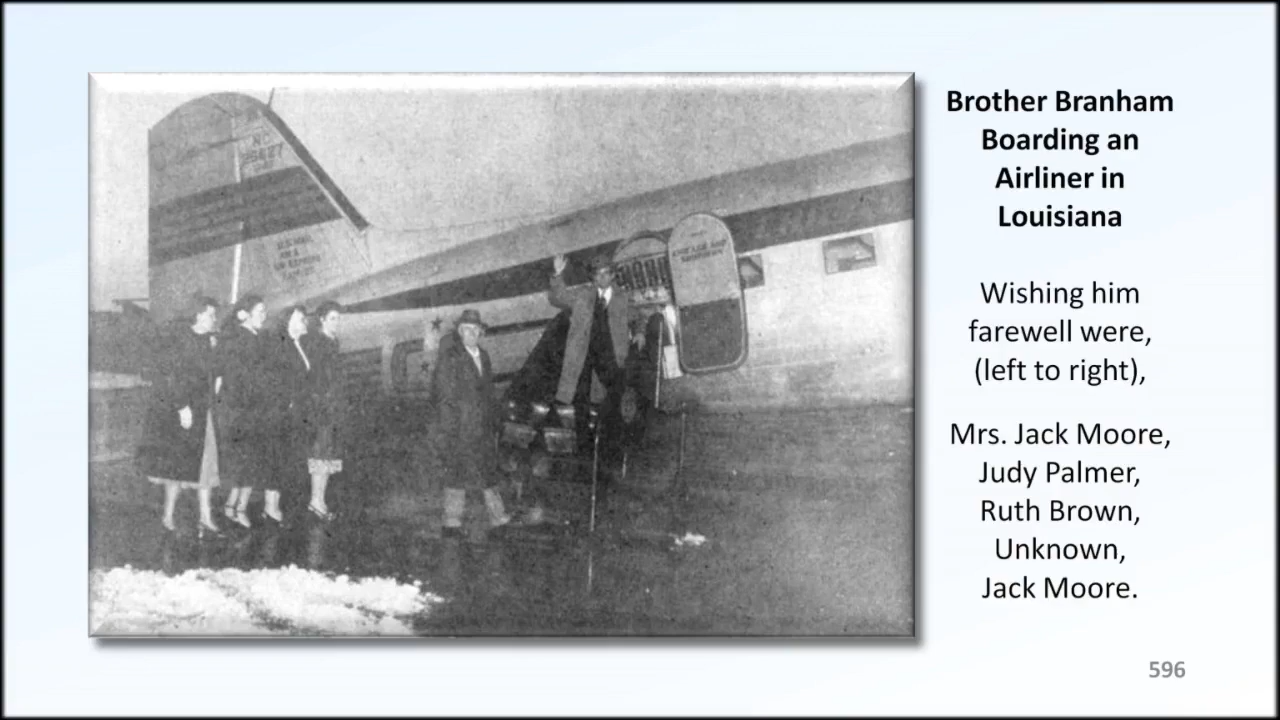 Brother Branham
Boarding an
Airliner in
Louisiana
Wishing him
farewell were,
(left to right),
Mrs. Jack Moore,
Judy Palmer,
Ruth Brown,
Unknown,
Jack Moore.
596